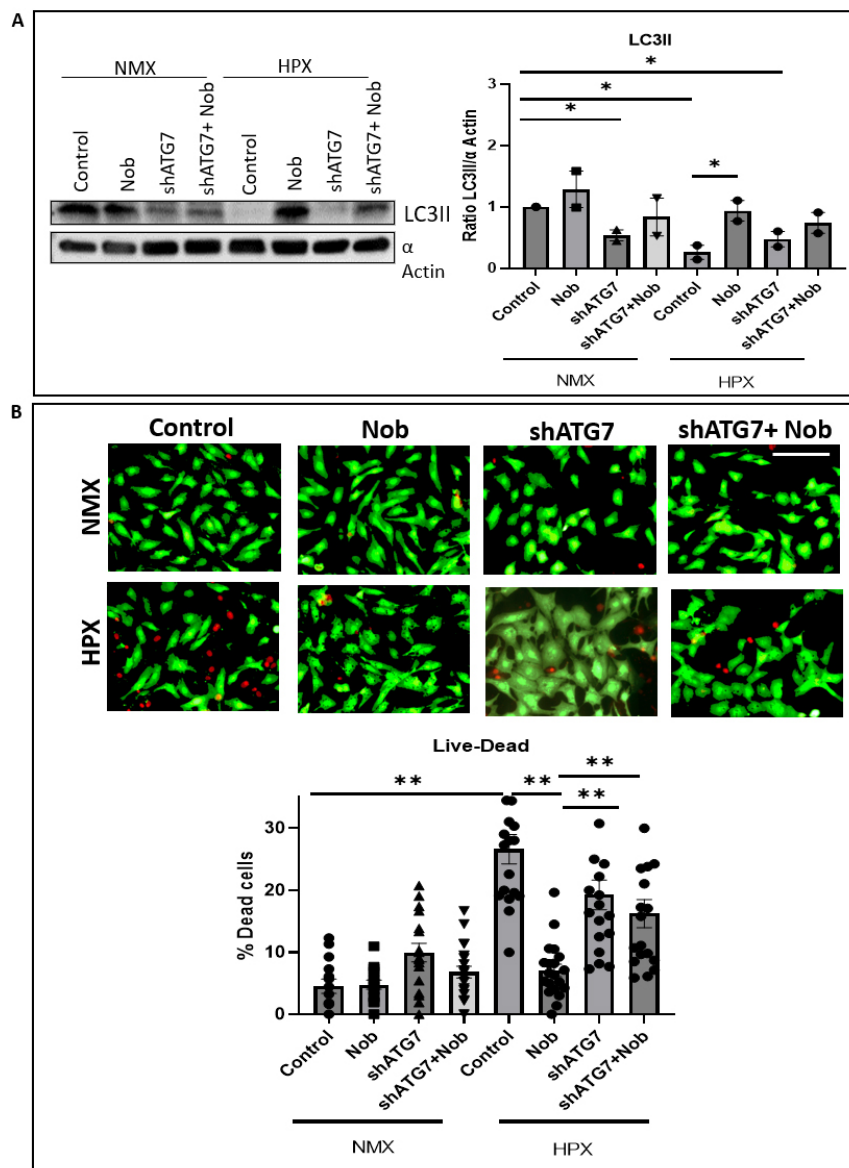 A
NMX HPX
Control
Nob
shATG7
shATG7+ Nob
Control
Nob
shATG7
shATG7+ Nob
LC3II
α
Actin
LC3II
*
*
*
*
Ratio LC3II/α Actin
3
2
1
0
Control
Nob
shATG7
shATG7+Nob
Control
Nob
shATG7
shATG7+Nob
NMX HPX
B
Control Nob shATG7 shATG7+ Nob
NMX
HPX
Live-Dead
**
** ** **
% Dead cells
30
20
10
0
Control
Nob
shATG7
shATG7+Nob
Control
Nob
shATG7
shATG7+Nob
NMX HPX